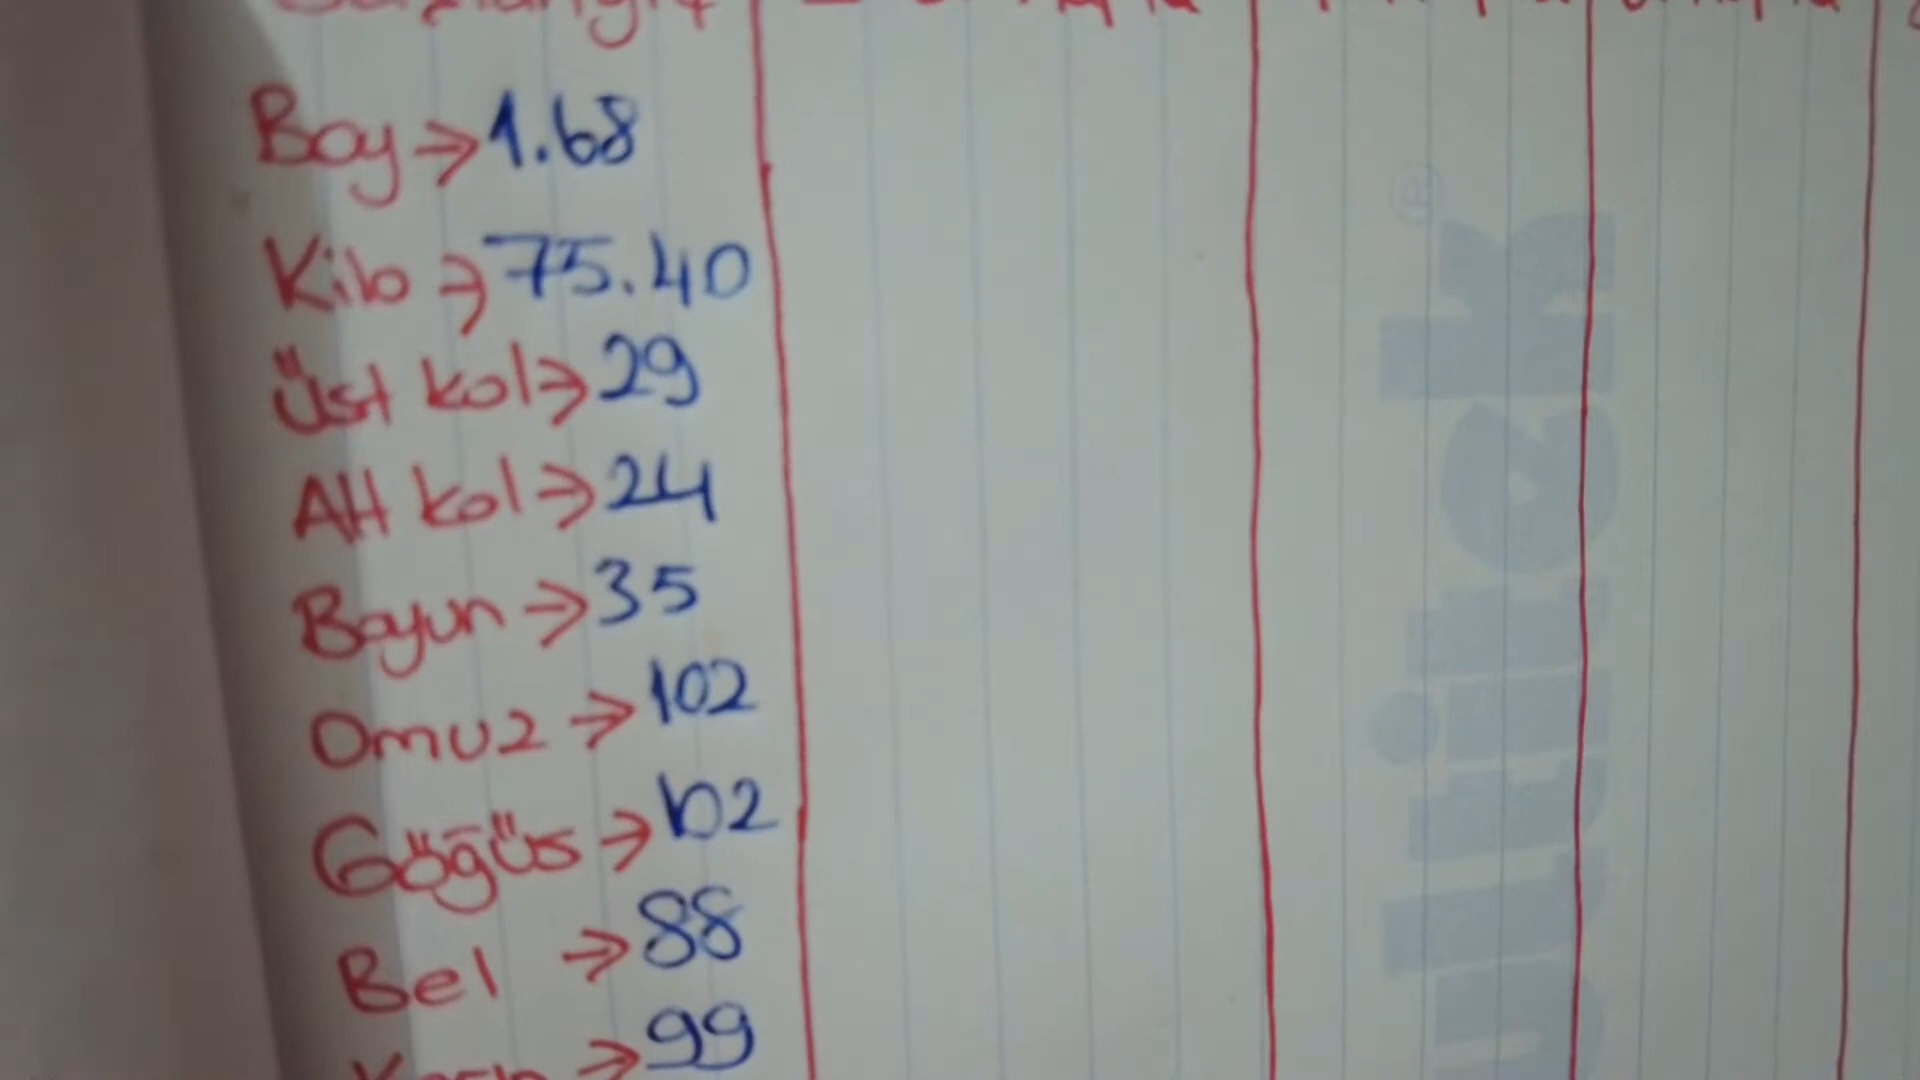 Boy → 1.68
Kilo → 75.40
Üst kol → 29
Alt kol → 24
Boyun → 35
Omuz → 102
Göğüs → 102
Bel → 88
→ 99